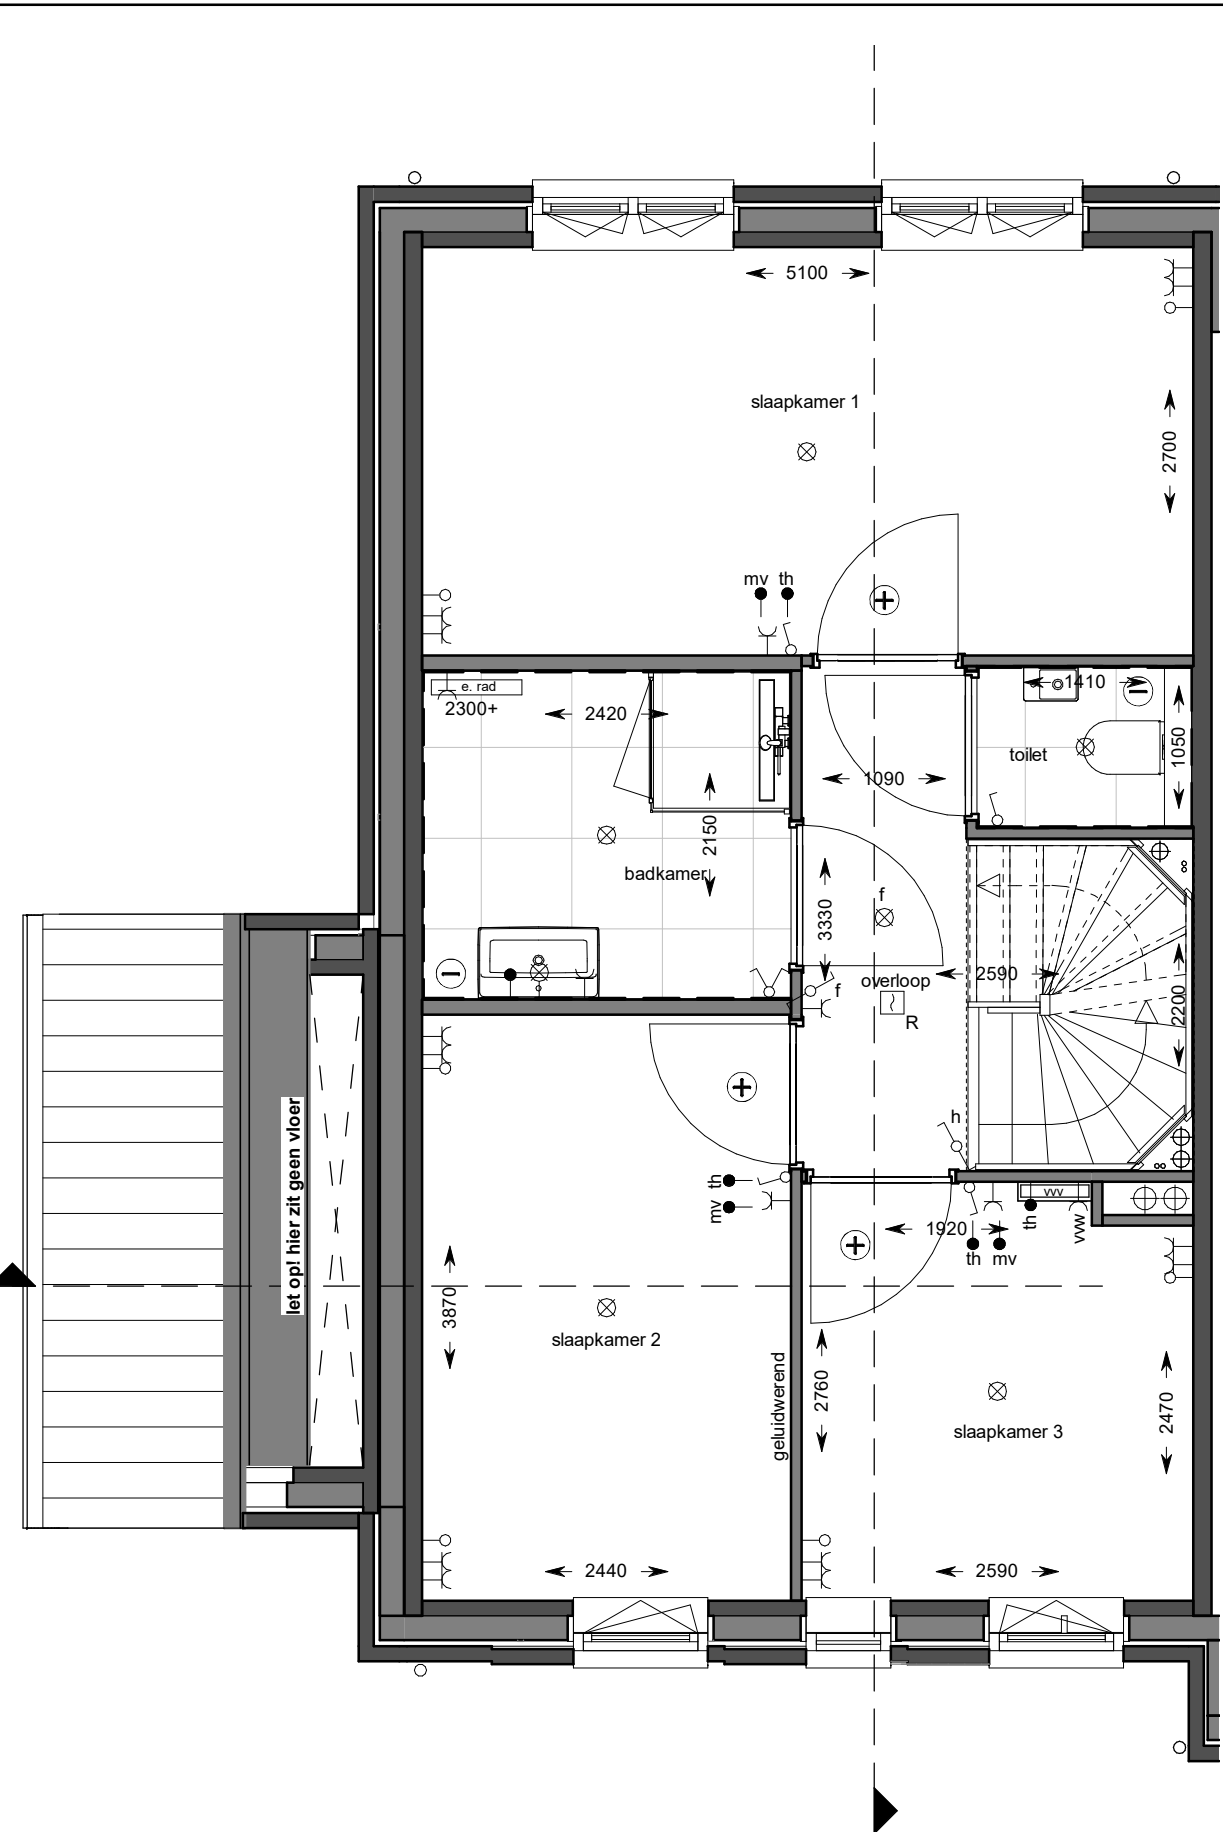 5100
slaapkamer 1
2700
mv th
e. rad
2300+
2420
1410
toilet
1050
1090
2150
badkamer
3330
f
overloop
2590
2200
f
R
h
let op! hier zit geen vloer
th
mv
vvv
1920
th
vvw
th mv
3870
slaapkamer 2
geluidwerend
2760
2470
slaapkamer 3
2440
2590